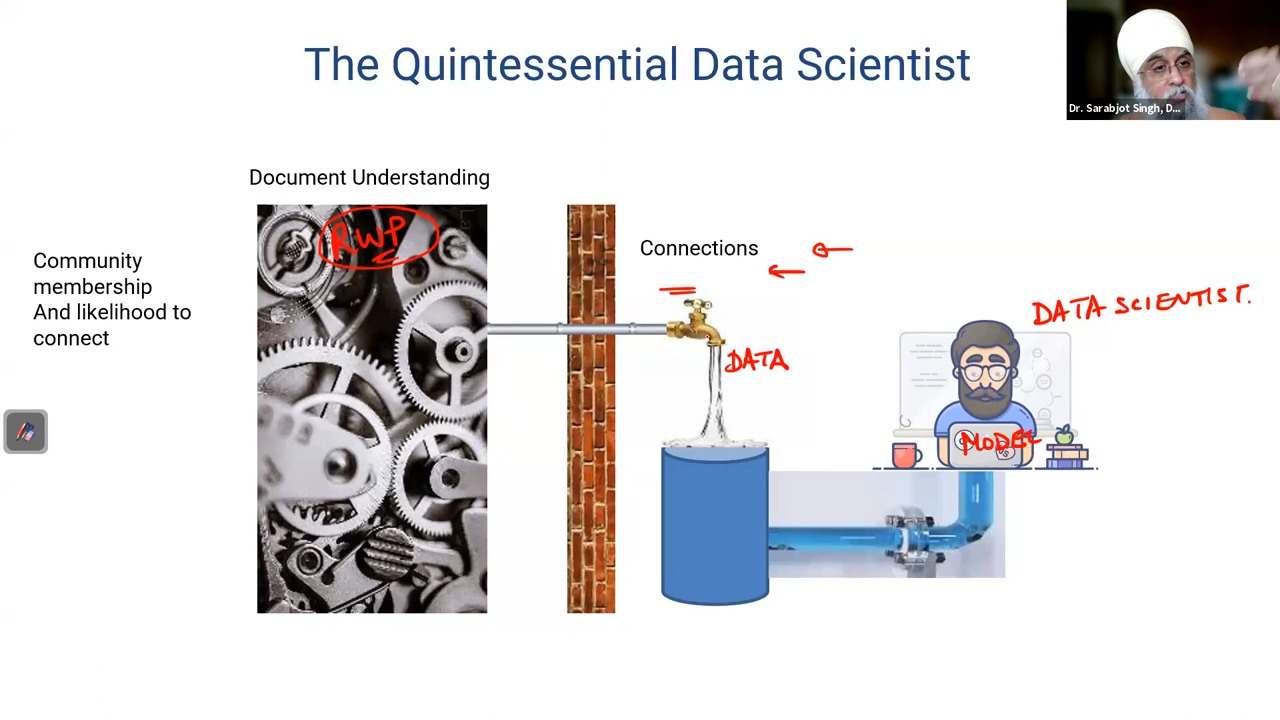 The Quintessential Data Scientist
Dr. Sarabjot Singh, D...
Document Understanding
RWP
Community
membership
And likelihood to
connect
Connections
DATA SCIENTIST.
DATA
MODEL